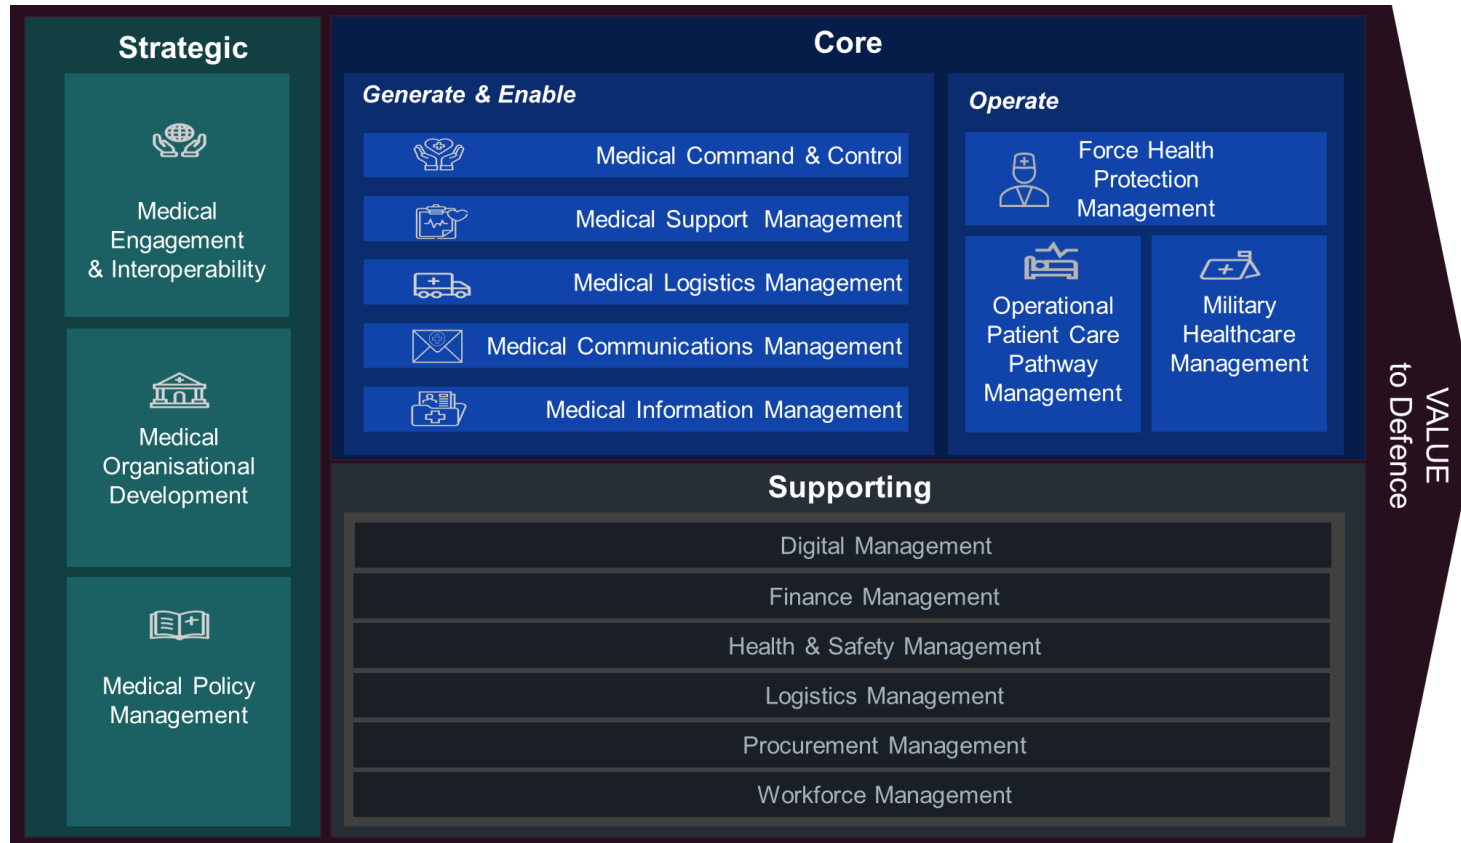 Strategic
Medical
Engagement
& Interoperability
Medical
Organisational
Development
Medical Policy
Management
Core
Generate & Enable
Medical Command & Control
Medical Support Management
Medical Logistics Management
Medical Communications Management
Medical Information Management
Operate
Force Health
Protection
Management
Operational
Patient Care
Pathway
Management
Military
Healthcare
Management
Supporting
Digital Management
Finance Management
Health & Safety Management
Logistics Management
Procurement Management
Workforce Management
VALUE
to Defence